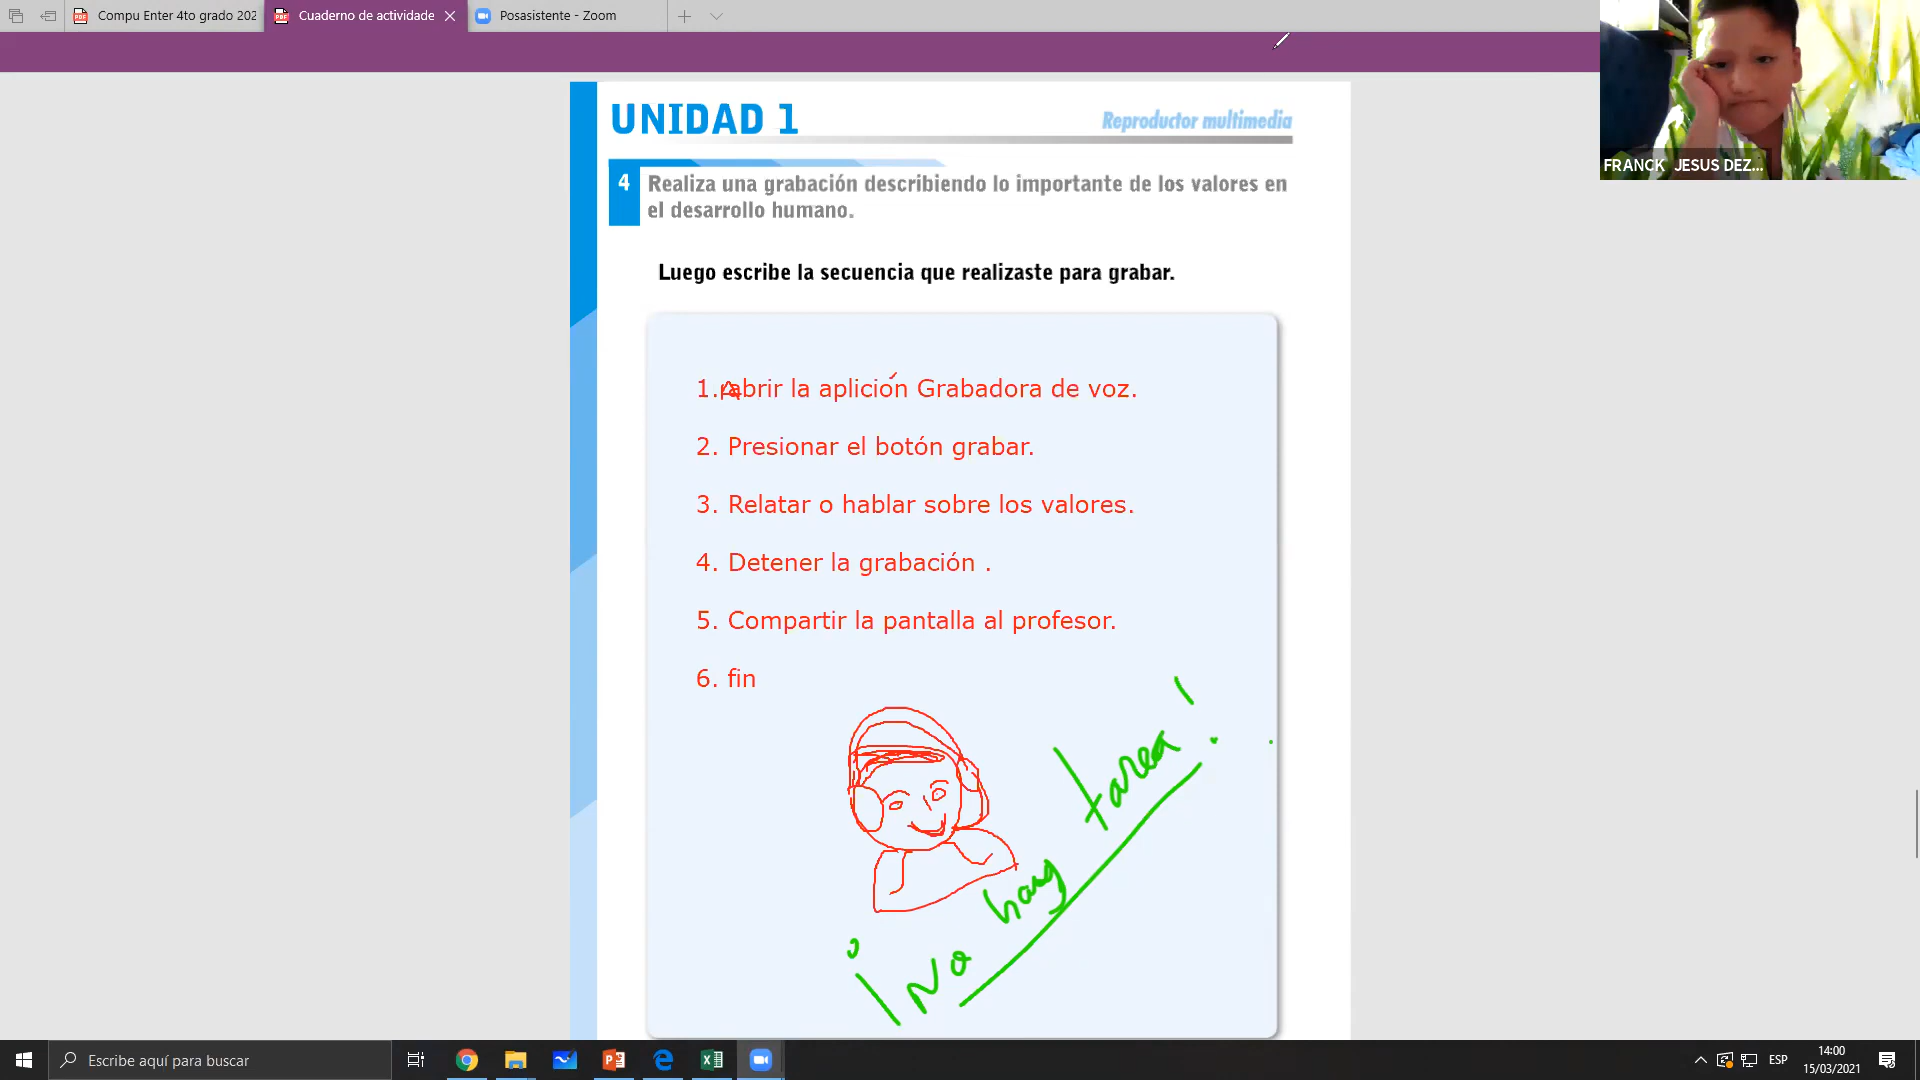 Compu Enter 4to grado 202
Cuaderno de actividade
Posasistente - Zoom
FRANCK JESUS DEZ...
UNIDAD 1
Reproductor multimedia
4
Realiza una grabación describiendo lo importante de los valores en
el desarrollo humano.
Luego escribe la secuencia que realizaste para grabar.
1. Abrir la aplición Grabadora de voz.
2. Presionar el botón grabar.
3. Relatar o hablar sobre los valores.
4. Detener la grabación .
5. Compartir la pantalla al profesor.
6. fin
¡No hay tarea!
Escribe aquí para buscar
ESP
14:00
15/03/2021